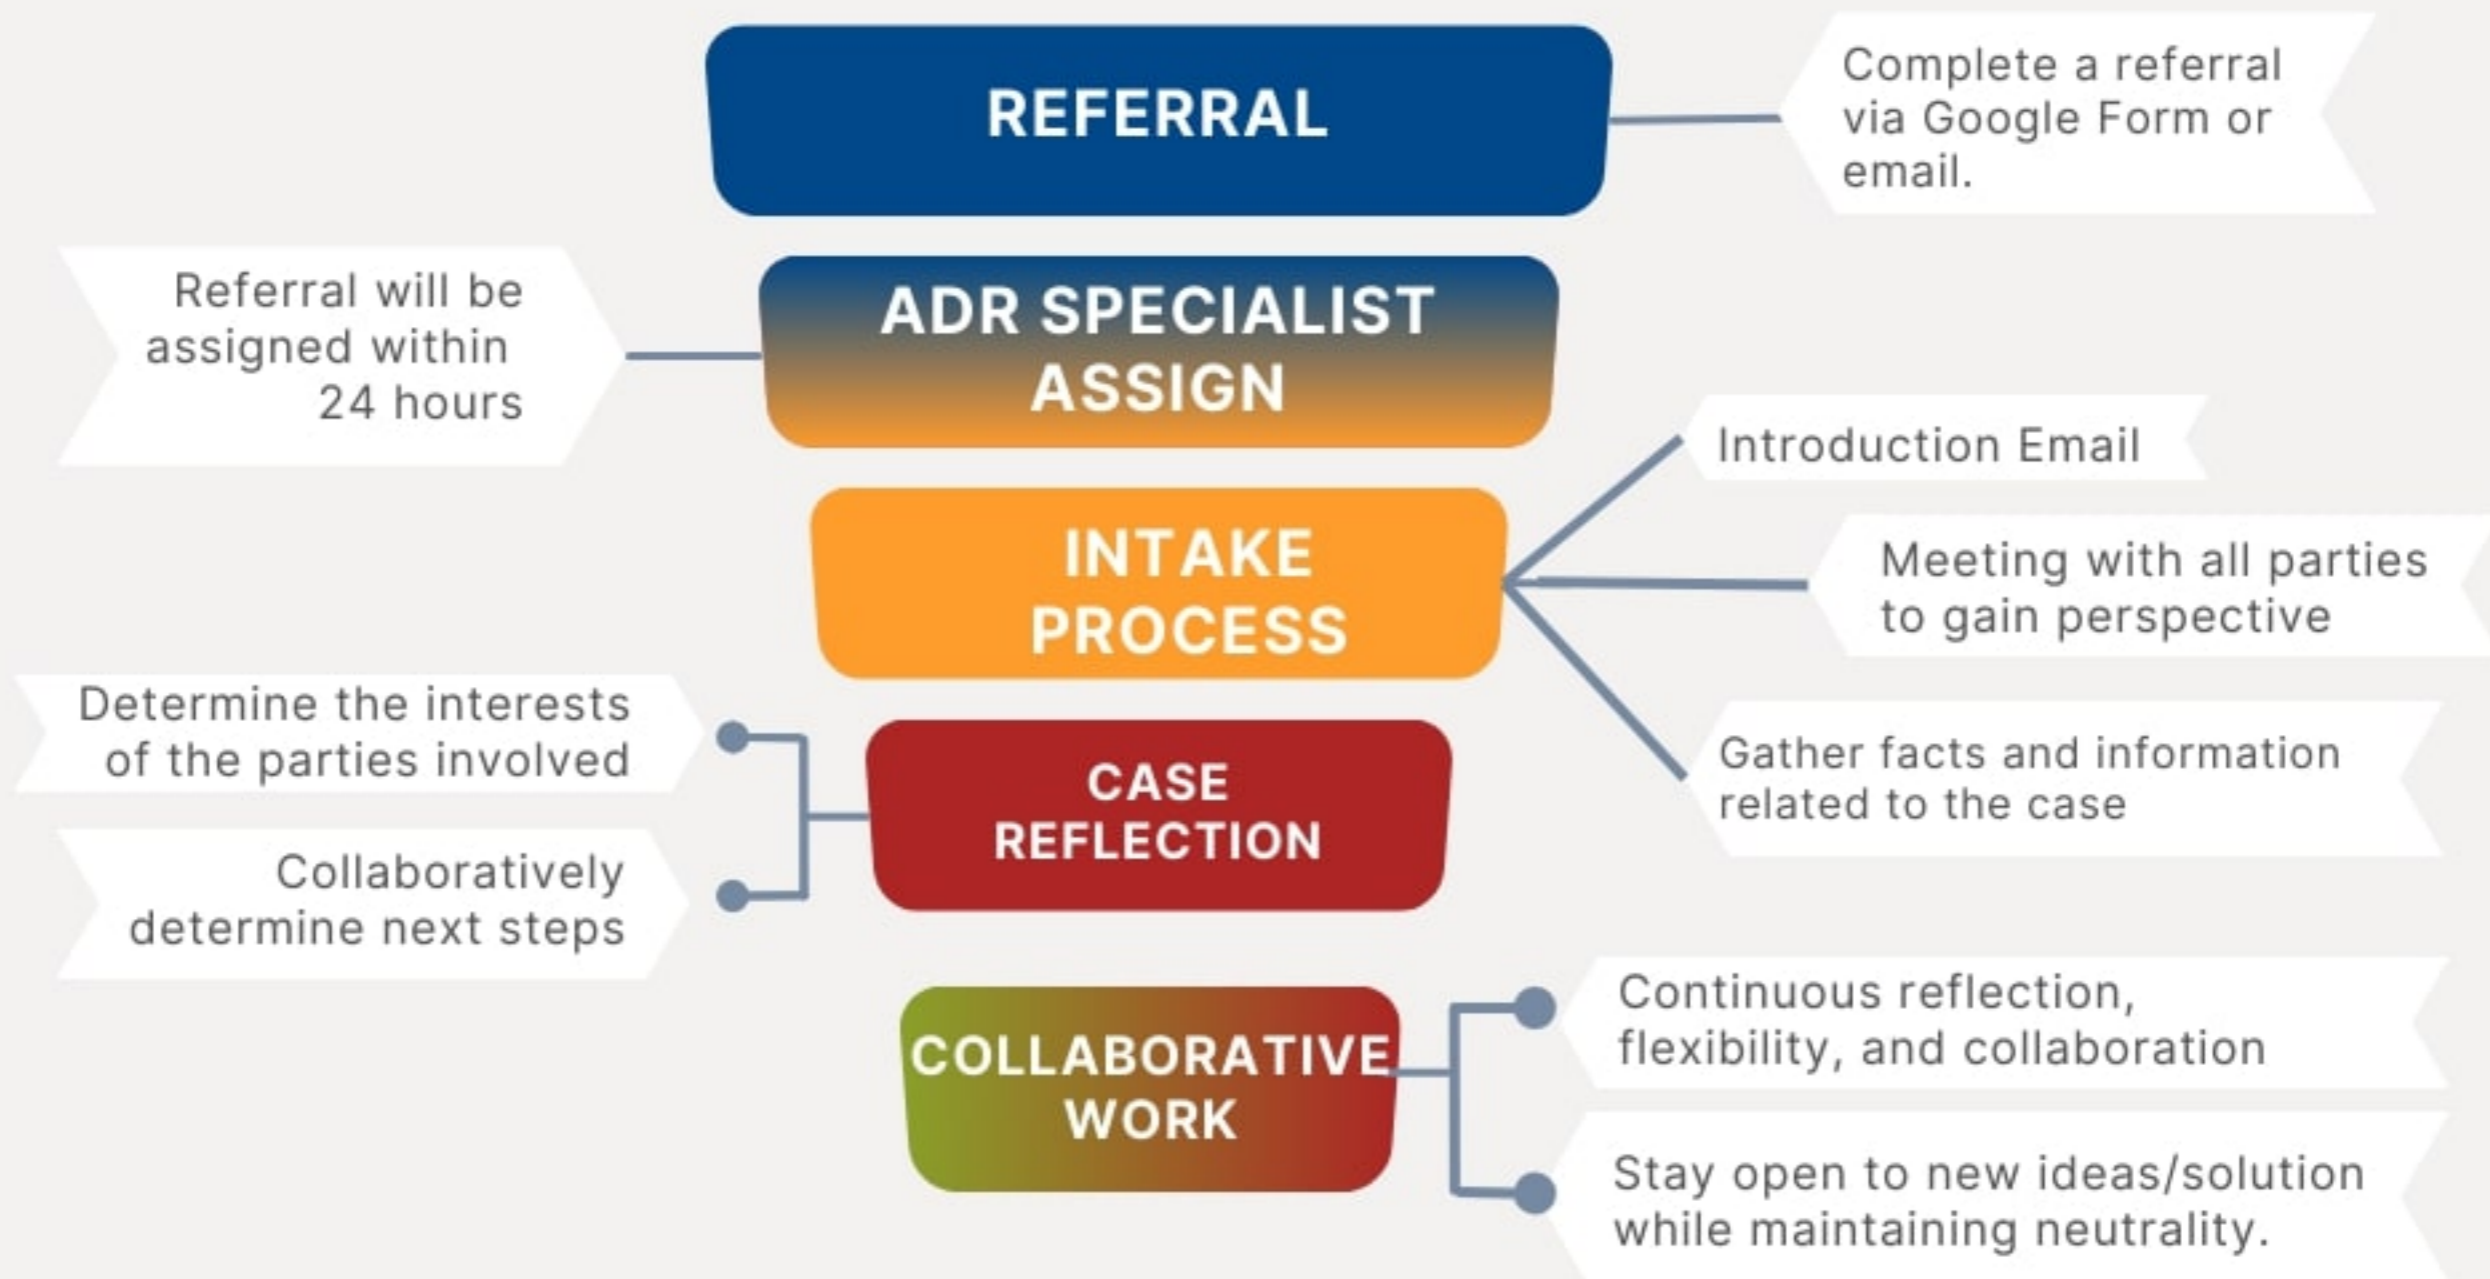 REFERRAL
Complete a referral
via Google Form or
email.
Referral will be
assigned within
24 hours
ADR SPECIALIST
ASSIGN
Introduction Email
INTAKE
PROCESS
Meeting with all parties
to gain perspective
Gather facts and information
related to the case
Determine the interests
of the parties involved
CASE
REFLECTION
Collaboratively
determine next steps
COLLABORATIVE
WORK
Continuous reflection,
flexibility, and collaboration
Stay open to new ideas/solution
while maintaining neutrality.